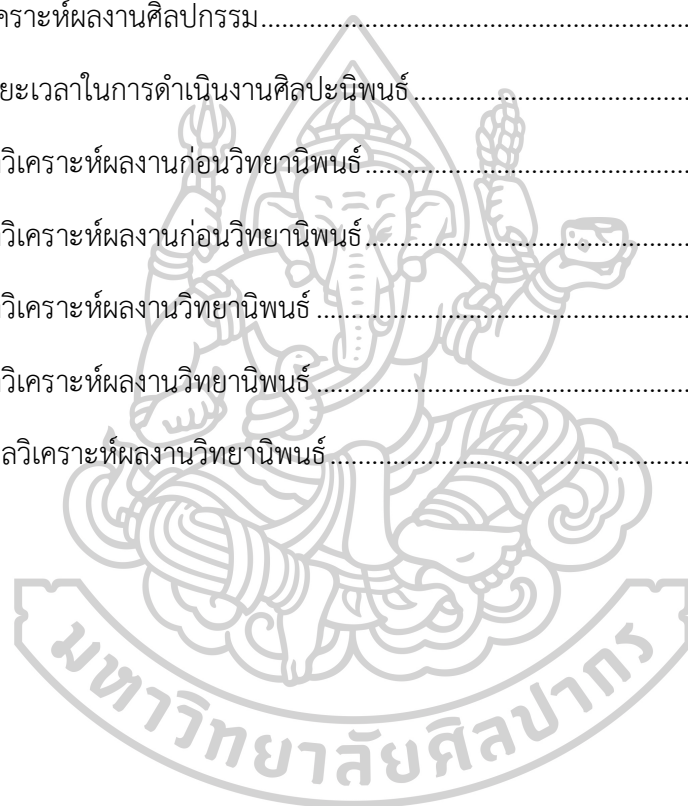 เคราะห์ผลงานศิลปกรรม................................................................
ยะเวลาในการดำเนินงานศิลปะนิพนธ์........................................
วิเคราะห์ผลงานก่อนวิทยานิพนธ์...............................................
วิเคราะห์ผลงานก่อนวิทยานิพนธ์...............................................
วิเคราะห์ผลงานวิทยานิพนธ์ ......................................................
วิเคราะห์ผลงานวิทยานิพนธ์ ......................................................
ลวิเคราะห์ผลงานวิทยานิพนธ์ ....................................................
มหาวิทยาลัยศิลปากร